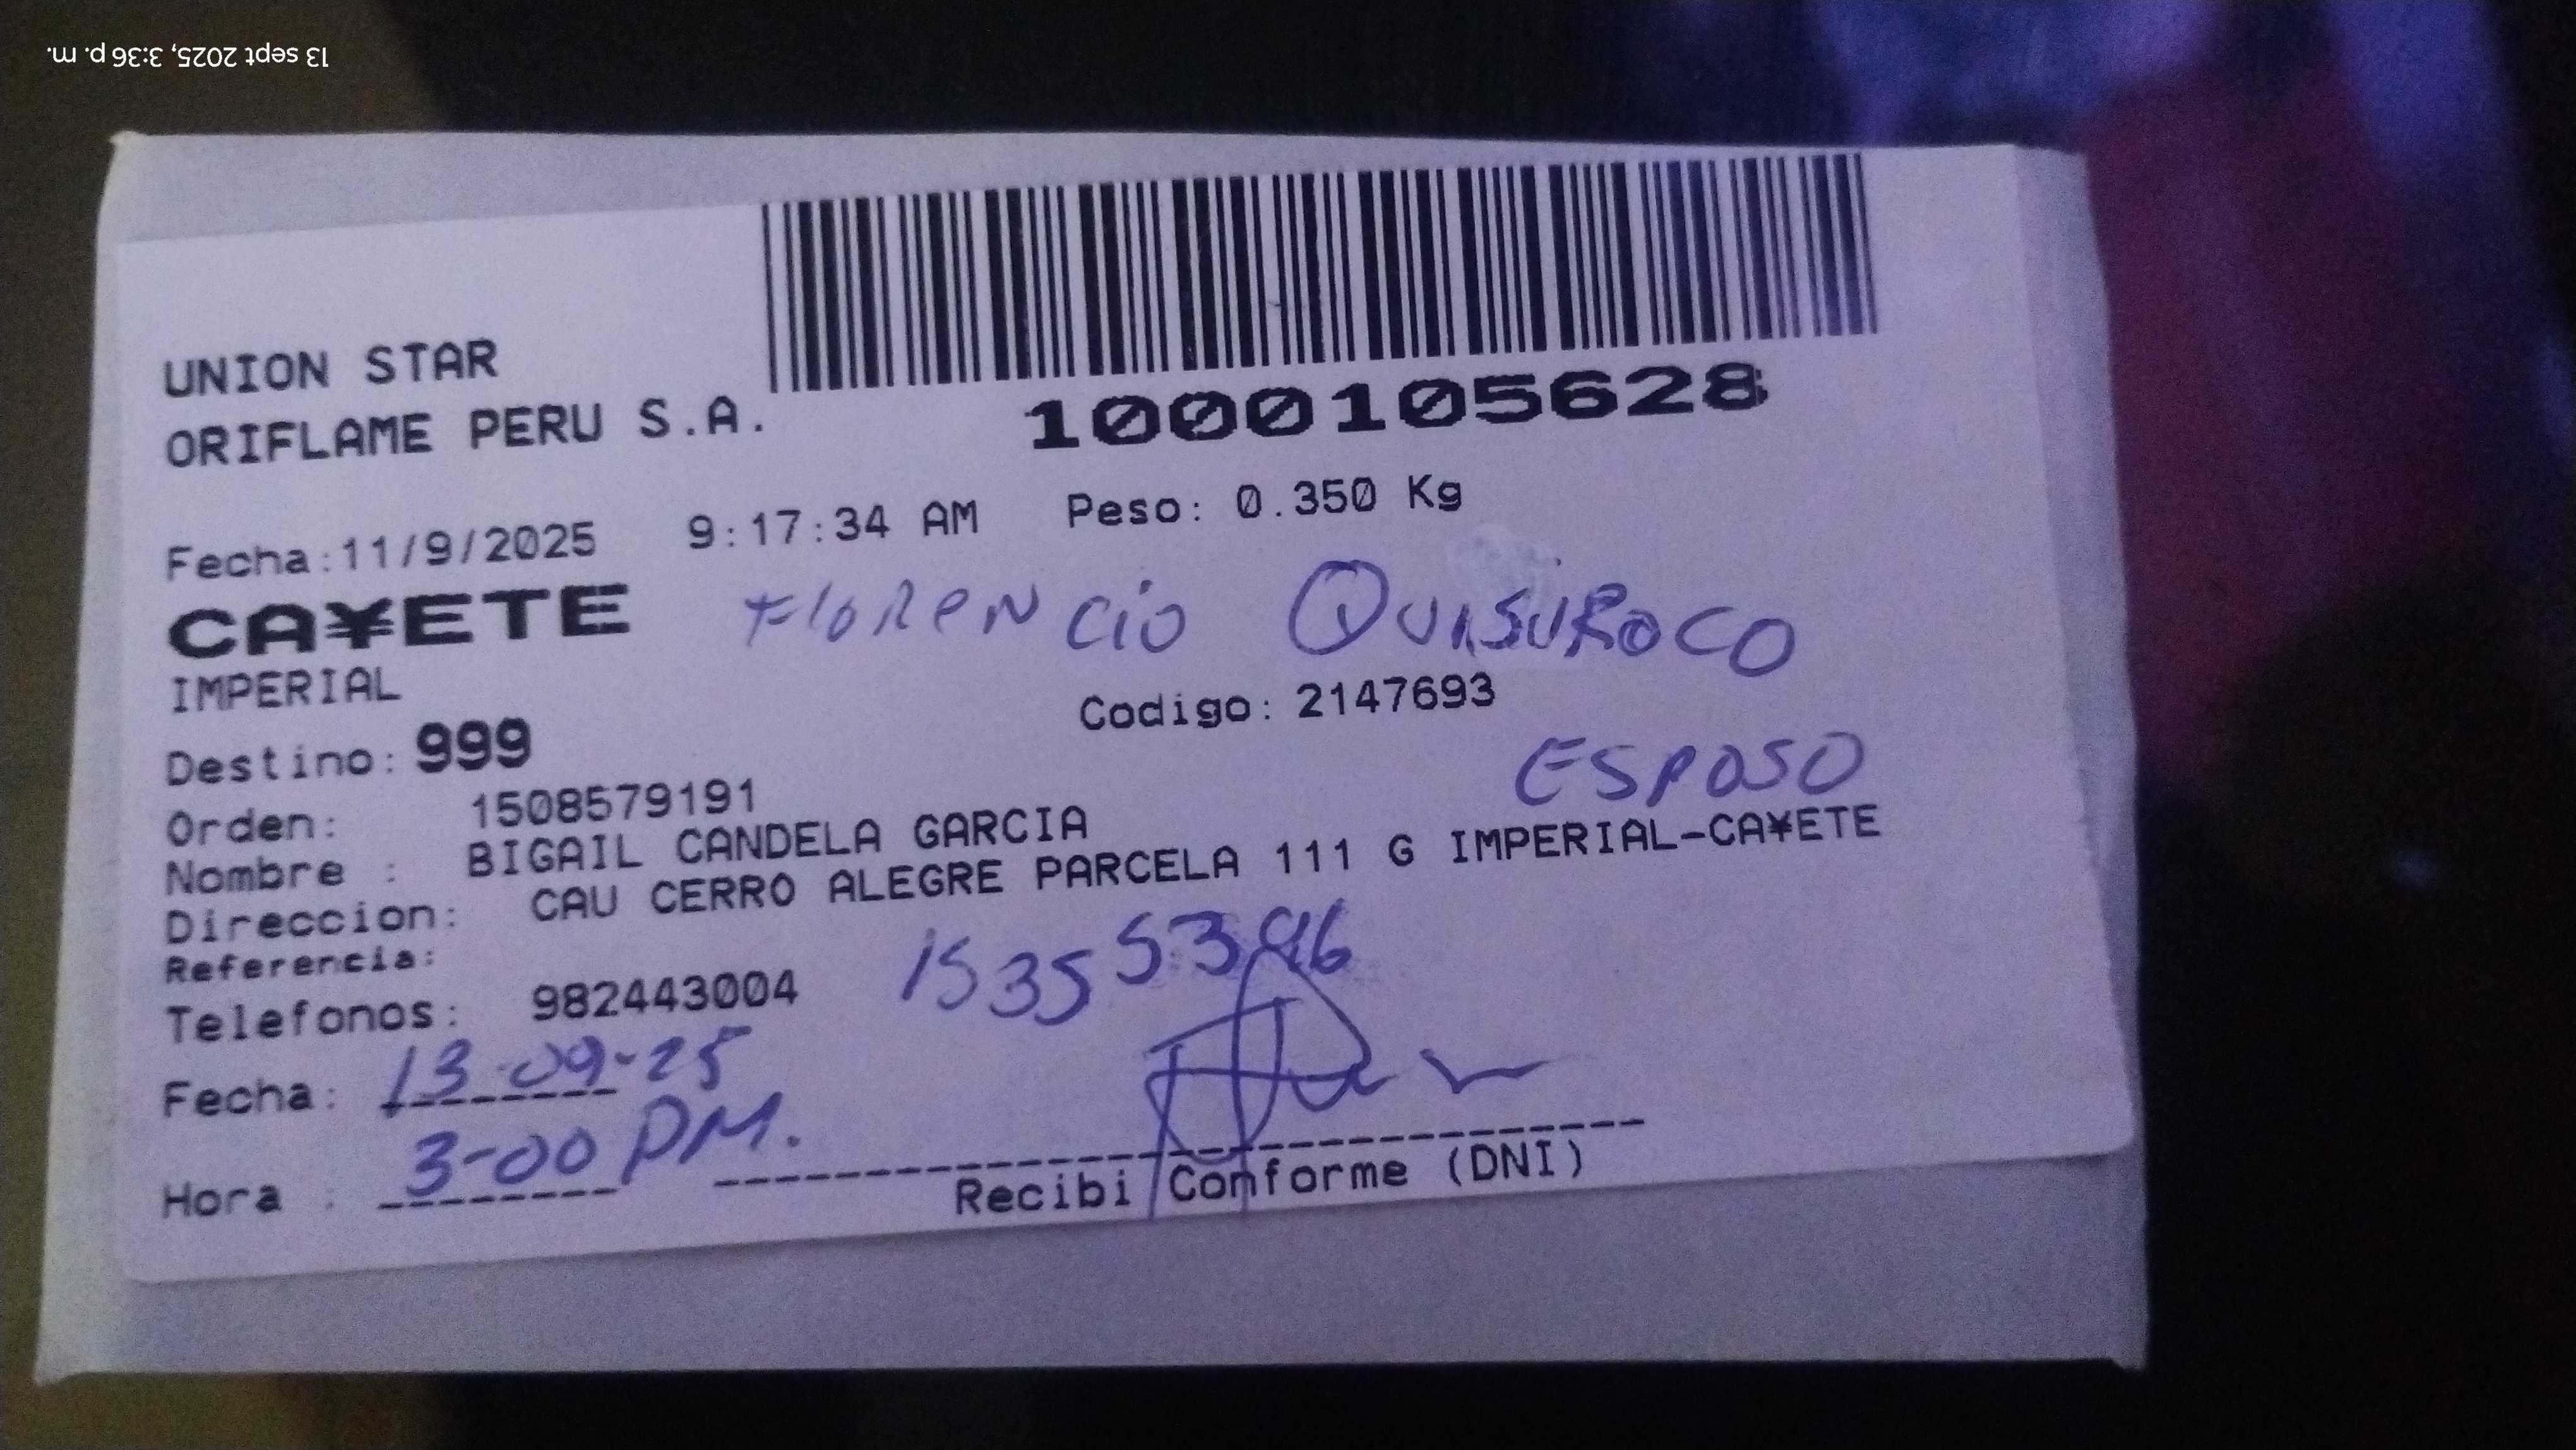 13 sept 2025, 3:36 p. m.
UNION STAR
ORIFLAME PERU S.A.
1000105628
Fecha:11/9/2025 9:17:34 AM Peso: 0.350 Kg
CA¥ETE FlORENCiO QUISUROCO
IMPERIAL
Codigo: 2147693
Destino: 999
ESPOSO
Orden: 1508579191
Nombre : BIGAIL CANDELA GARCIA
Direccion: CAU CERRO ALEGRE PARCELA 111 G IMPERIAL-CA¥ETE
Referencia:
Telefonos: 982443004
Fecha: 13-09-25
Hora : 3-00 PM.
Recibi Conforme (DNI)